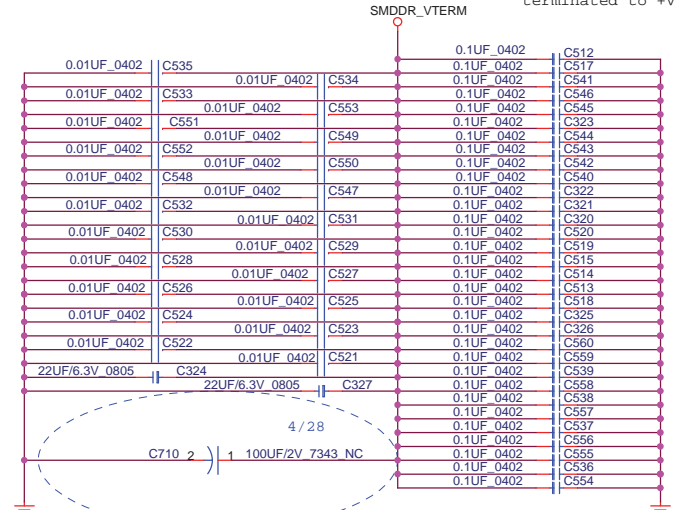 terminated to +V
SMDDR_VTERM
0.1UF_0402 C512
0.01UF_0402 C535 0.1UF_0402 C517
0.01UF_0402 C534 0.1UF_0402 C541
0.01UF_0402 C533 0.1UF_0402 C546
0.01UF_0402 C553 0.1UF_0402 C545
0.01UF_0402 C551 0.1UF_0402 C323
0.01UF_0402 C549 0.1UF_0402 C544
0.01UF_0402 C552 0.1UF_0402 C543
0.01UF_0402 C550 0.1UF_0402 C542
0.01UF_0402 C548 0.1UF_0402 C540
0.01UF_0402 C547 0.1UF_0402 C322
0.01UF_0402 C532 0.1UF_0402 C321
0.01UF_0402 C531 0.1UF_0402 C320
0.01UF_0402 C530 0.1UF_0402 C520
0.01UF_0402 C529 0.1UF_0402 C519
0.01UF_0402 C528 0.1UF_0402 C515
0.01UF_0402 C527 0.1UF_0402 C514
0.01UF_0402 C526 0.1UF_0402 C513
0.01UF_0402 C525 0.1UF_0402 C518
0.01UF_0402 C524 0.1UF_0402 C325
0.01UF_0402 C523 0.1UF_0402 C326
0.01UF_0402 C522 0.1UF_0402 C560
0.01UF_0402 C521 0.1UF_0402 C559
22UF/6.3V_0805 C324 0.1UF_0402 C539
22UF/6.3V_0805 C327 0.1UF_0402 C558
0.1UF_0402 C538
0.1UF_0402 C557
4/28 0.1UF_0402 C537
0.1UF_0402 C556
C710 2 1 100UF/2V_7343_NC 0.1UF_0402 C555
0.1UF_0402 C536
0.1UF_0402 C554